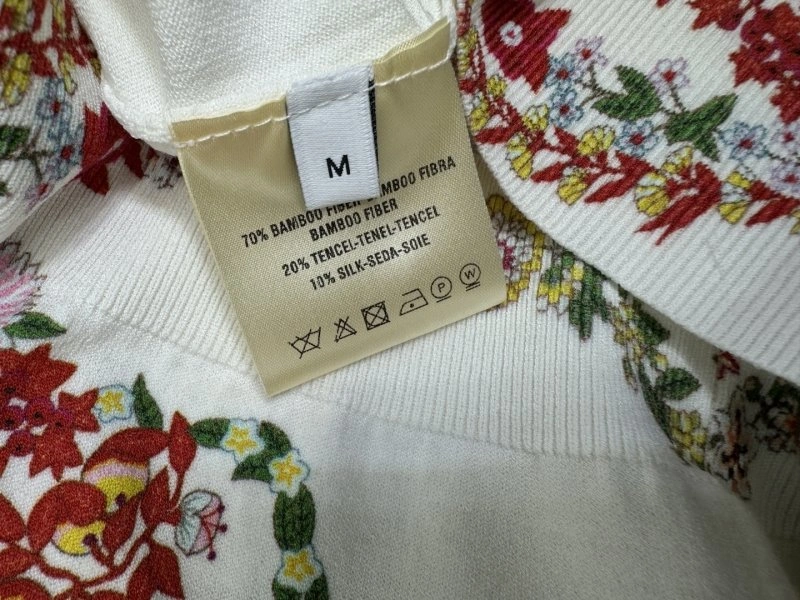 M
70% BAMBOO FIBER-BAMBOO FIBRA
BAMBOO FIBER
20% TENCEL-TENEL-TENCEL
10% SILK-SEDA-SOIE
P W